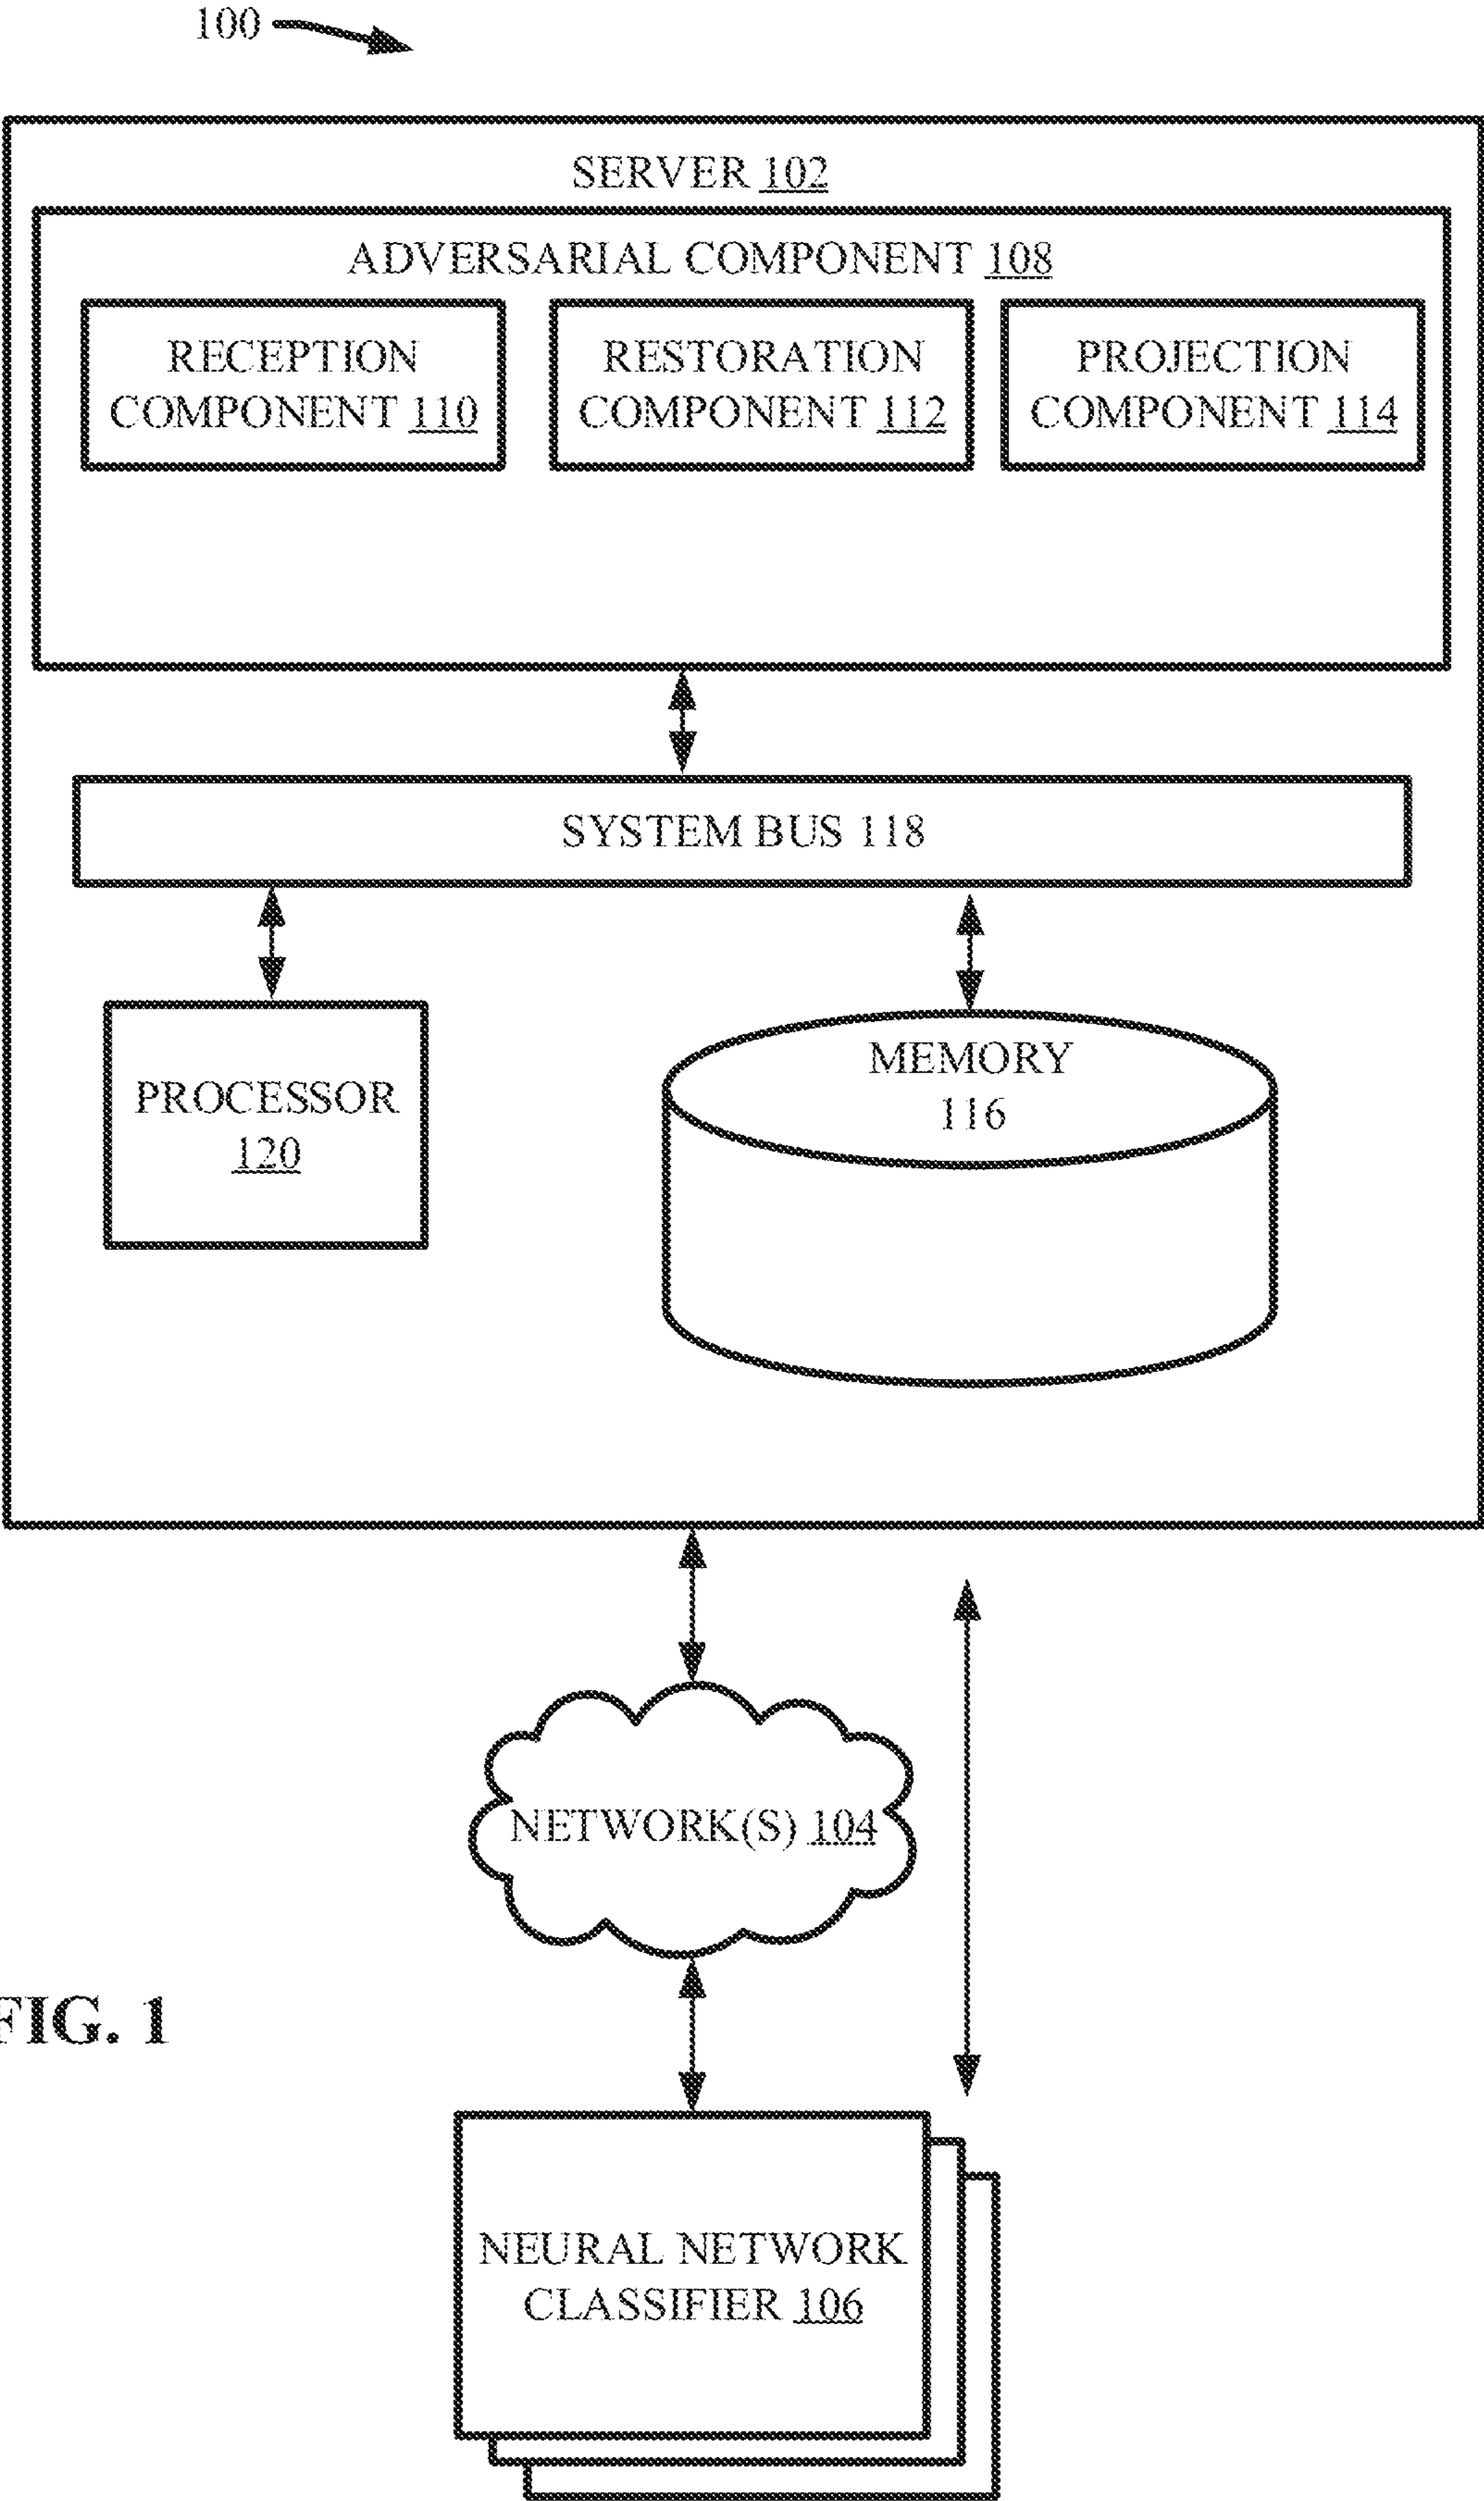 100
SERVER 102
ADVERSARIAL COMPONENT 108
RECEPTION
COMPONENT 110
RESTORATION
COMPONENT 112
PROJECTION
COMPONENT 114
SYSTEM BUS 118
PROCESSOR
120
MEMORY
116
NETWORK(S) 104
FIG. 1
NEURAL NETWORK
CLASSIFIER 106